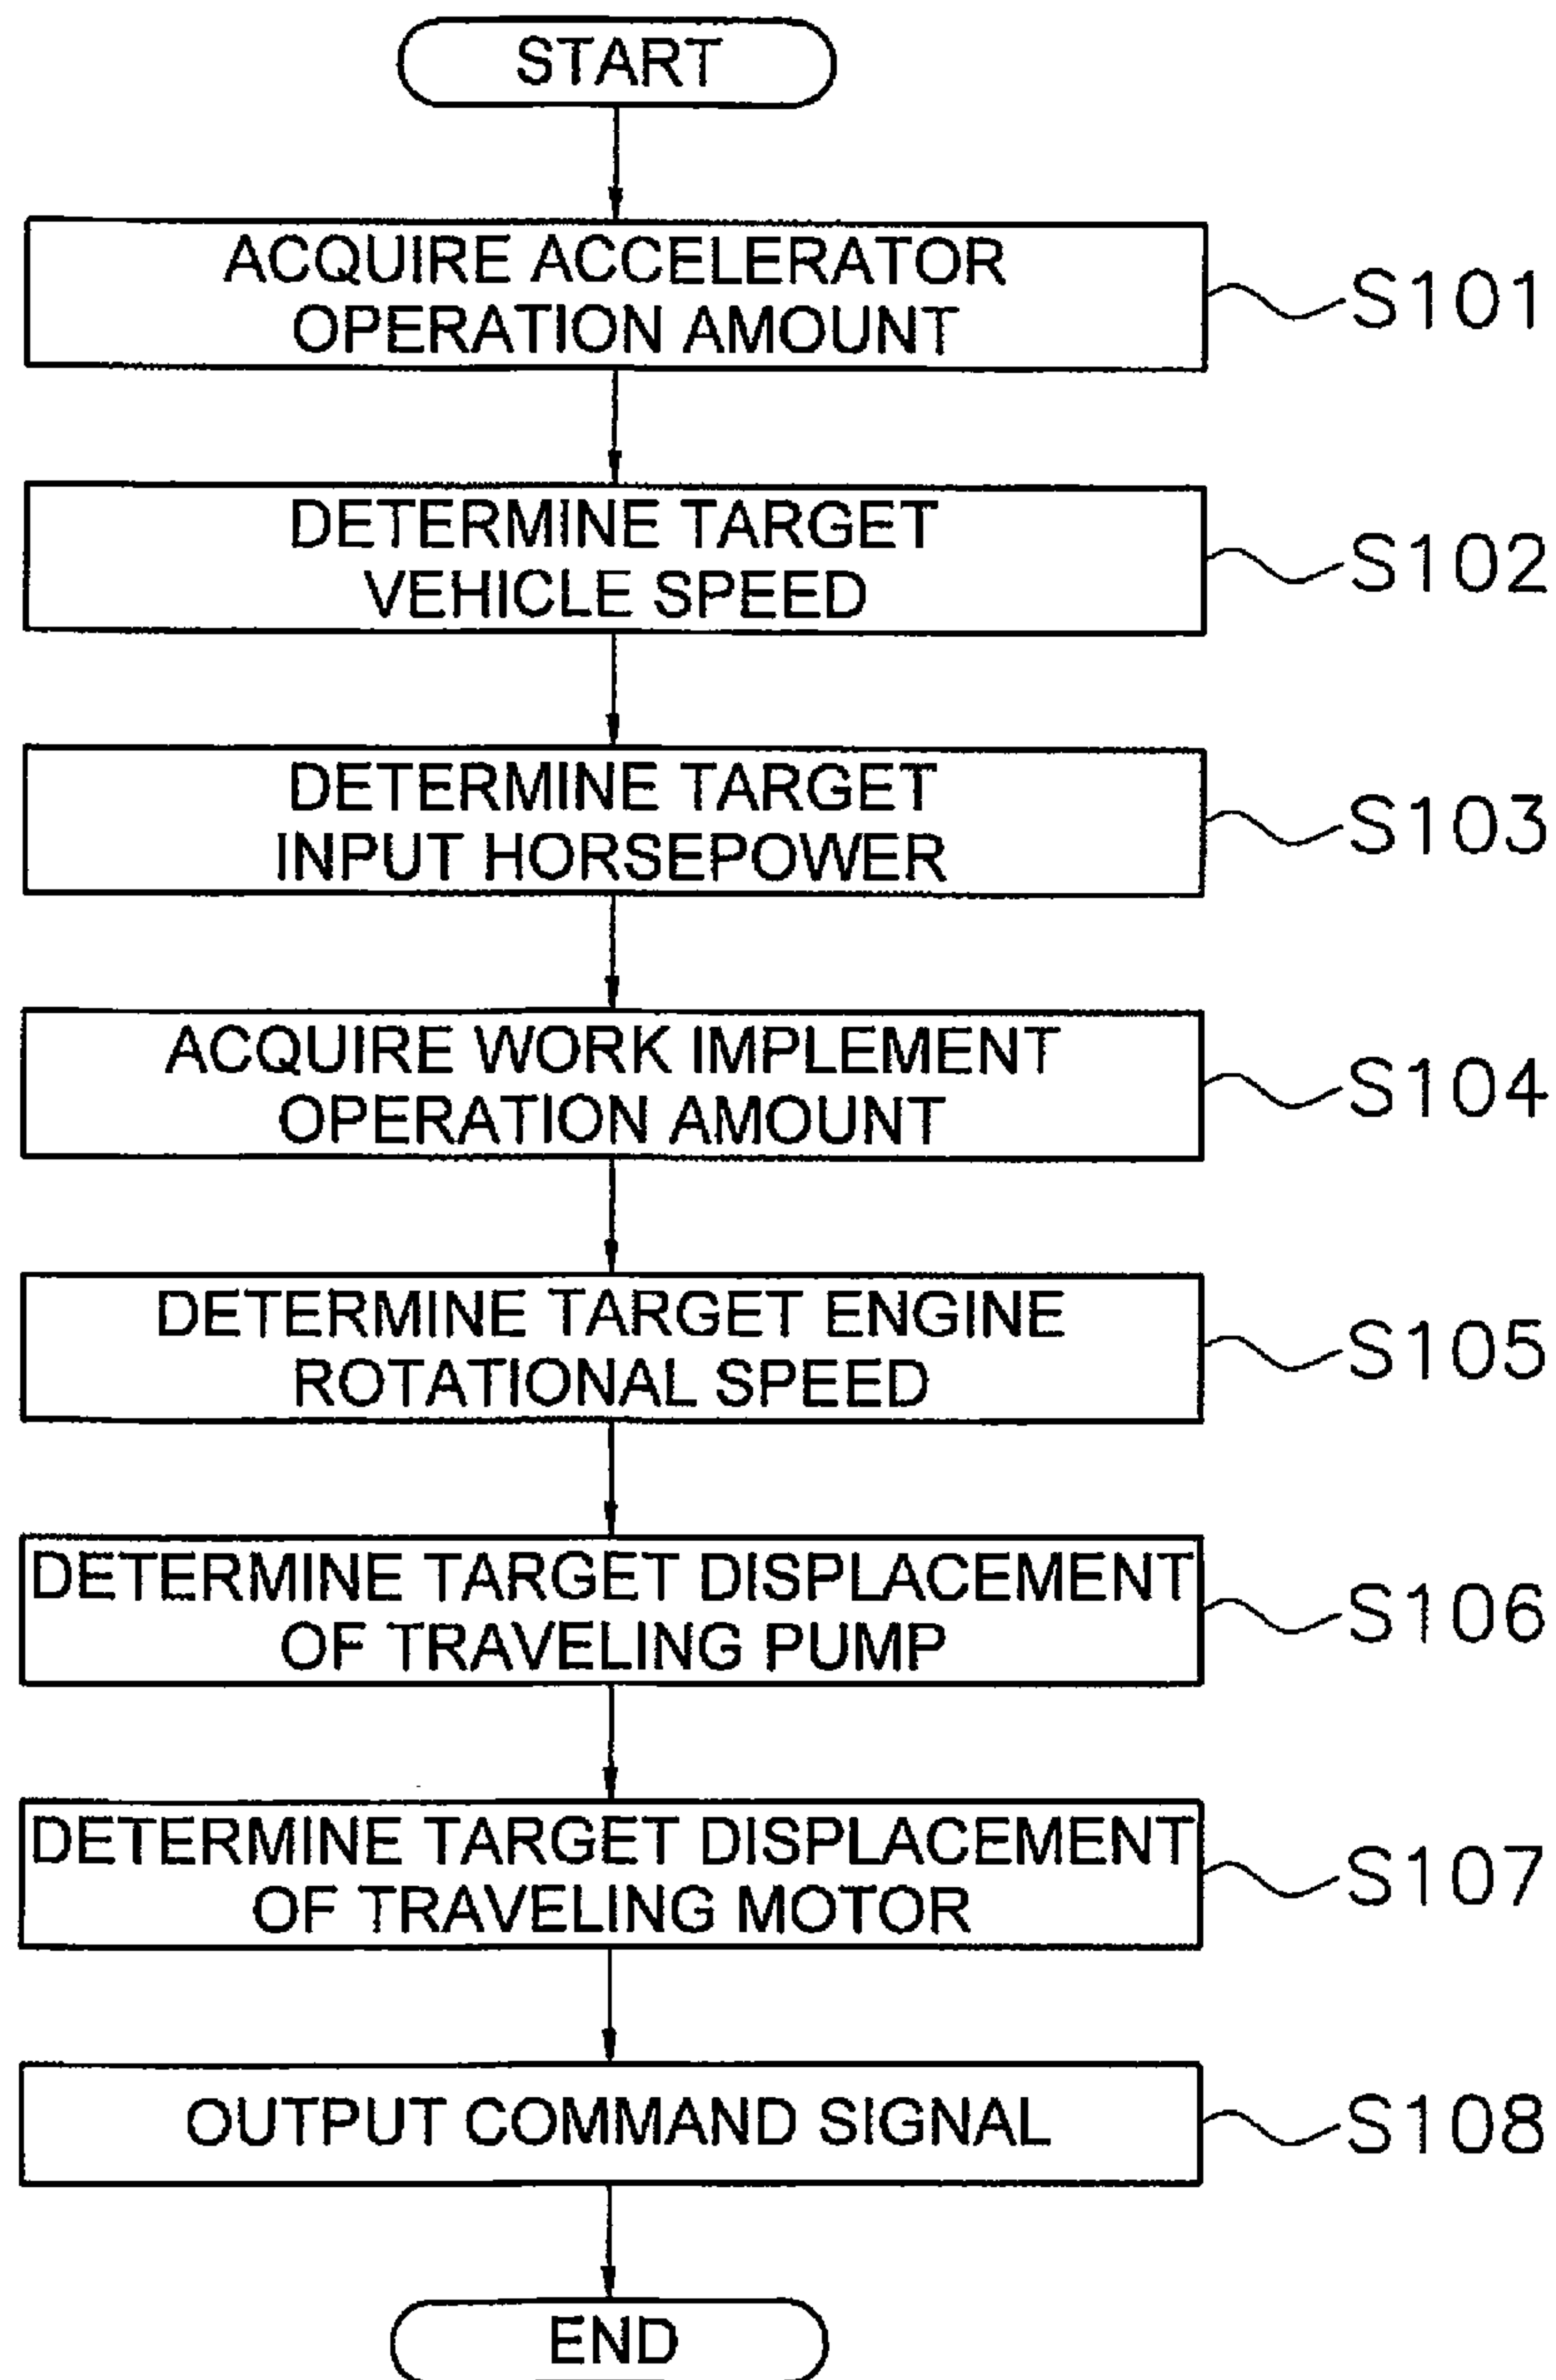 START
ACQUIRE ACCELERATOR
OPERATION AMOUNT
S101
DETERMINE TARGET
VEHICLE SPEED
S102
DETERMINE TARGET
INPUT HORSEPOWER
S103
ACQUIRE WORK IMPLEMENT
OPERATION AMOUNT
S104
DETERMINE TARGET ENGINE
ROTATIONAL SPEED
S105
DETERMINE TARGET DISPLACEMENT
OF TRAVELING PUMP
S106
DETERMINE TARGET DISPLACEMENT
OF TRAVELING MOTOR
S107
OUTPUT COMMAND SIGNAL
S108
END